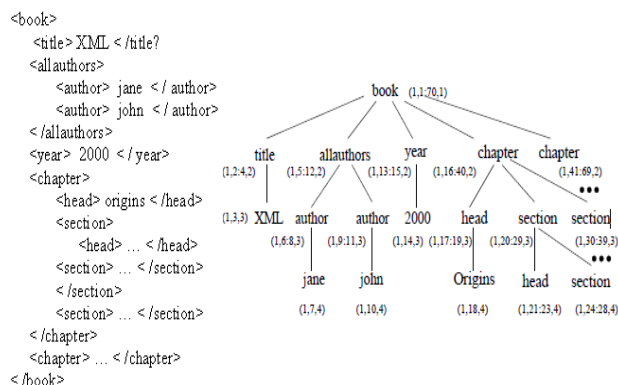 <book>
<title> XML </title?
<allauthors>
<author> jane </ author>
<author> john </ author>
</allauthors>
<year> 2000 </ year>
<chapter>
<head> origins </head>
<section>
<head> ... </head>
<section> ... </section>
</section>
<section> ... </section>
</chapter>
<chapter> ... </chapter>
</book>
book (1,1:70,1)
title allauthors year chapter chapter
(1,2:4,2) (1,5:12,2) (1,13:15,2) (1,16:40,2) (1,41:69,2)
•••
(1,3,3) XML author author 2000 head section section
(1,6:8,3) (1,9:11,3) (1,14,3) (1,17:19,3) (1,20:29,3) (1,30:39,3)
•••
jane john Origins head section
(1,7,4) (1,10,4) (1,18,4) (1,21:23,4) (1,24:28,4)